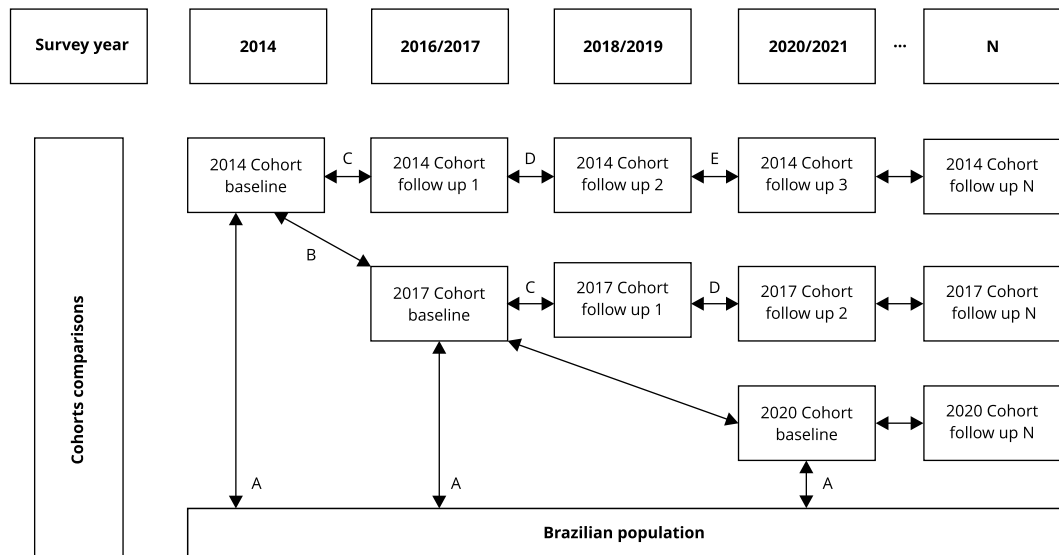 Survey year
2014
2016/2017
2018/2019
2020/2021
...
N
2014 Cohort
baseline
C
2014 Cohort
follow up 1
D
2014 Cohort
follow up 2
E
2014 Cohort
follow up 3
2014 Cohort
follow up N
B
2017 Cohort
baseline
C
2017 Cohort
follow up 1
D
2017 Cohort
follow up 2
2017 Cohort
follow up N
Cohorts comparisons
2020 Cohort
baseline
2020 Cohort
follow up N
A
A
A
Brazilian population